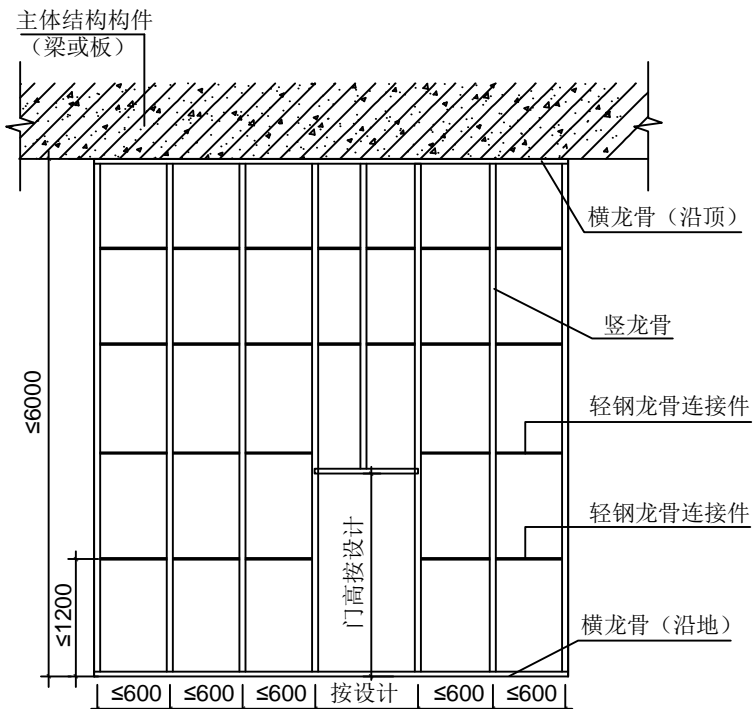 主体结构构件
（梁或板）
横龙骨（沿顶）
竖龙骨
≤6000
轻钢龙骨连接件
轻钢龙骨连接件
门高按设计
≤1200
横龙骨（沿地）
≤600 ≤600 ≤600 按设计 ≤600 ≤600